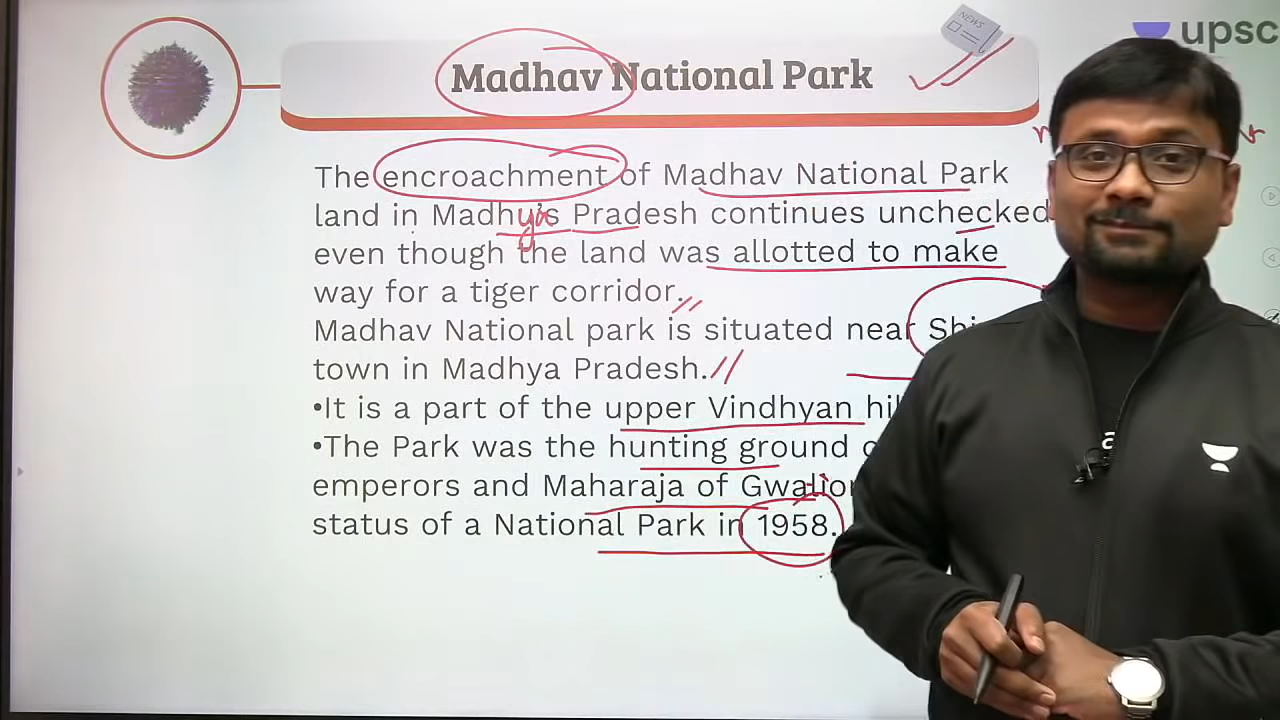 NEWS
upsc
Madhav National Park
The encroachment of Madhav National Park
land in Madhy's Pradesh continues unchecked
even though the land was allotted to make
way for a tiger corridor.
Madhav National park is situated near
town in Madhya Pradesh.
•It is a part of the upper Vindhyan
•The Park was the hunting ground
emperors and Maharaja of Gwalior
status of a National Park in 1958.